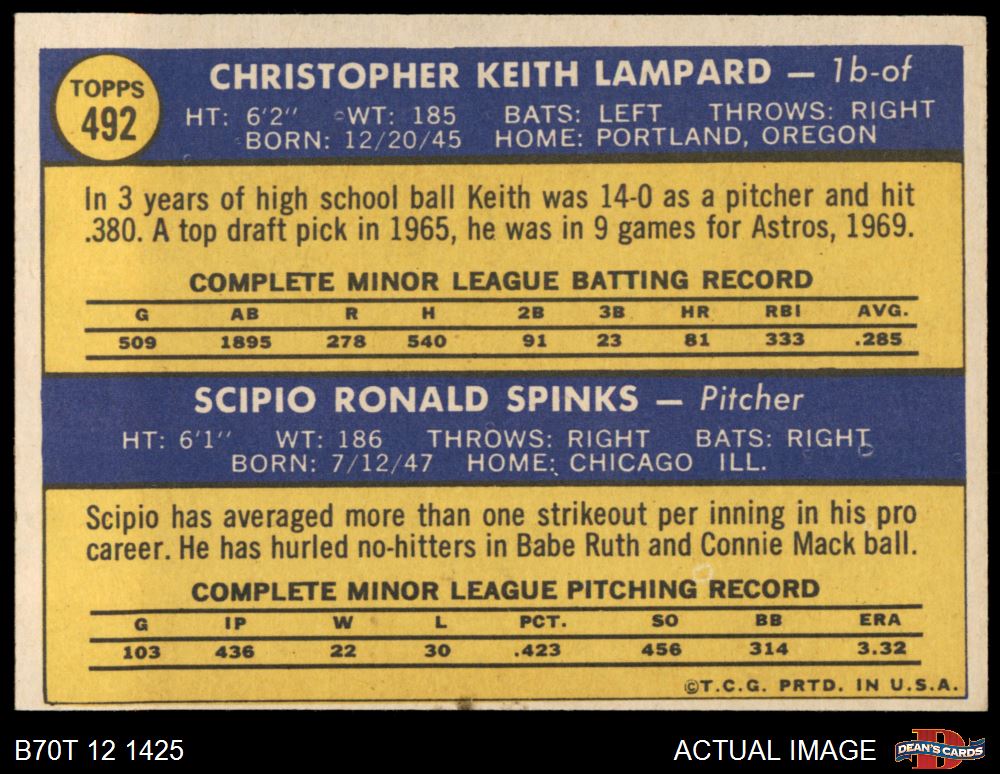 TOPPS
492
CHRISTOPHER KEITH LAMPARD — 1b-of
HT: 6'2" WT: 185 BATS: LEFT THROWS: RIGHT
BORN: 12/20/45 HOME: PORTLAND, OREGON
In 3 years of high school ball Keith was 14-0 as a pitcher and hit
.380. A top draft pick in 1965, he was in 9 games for Astros, 1969.
COMPLETE MINOR LEAGUE BATTING RECORD
G AB R H 2B 3B HR RBI AVG.
509 1895 278 540 91 23 81 333 .285
SCIPIO RONALD SPINKS — Pitcher
HT: 6'1" WT: 186 THROWS: RIGHT BATS: RIGHT
BORN: 7/12/47 HOME: CHICAGO ILL.
Scipio has averaged more than one strikeout per inning in his pro
career. He has hurled no-hitters in Babe Ruth and Connie Mack ball.
COMPLETE MINOR LEAGUE PITCHING RECORD
G IP W L PCT. SO BB ERA
103 436 22 30 .423 456 314 3.32
©T.C.G. PRTD. IN U.S.A.
B70T 12 1425 ACTUAL IMAGE D DEAN'S CARDS